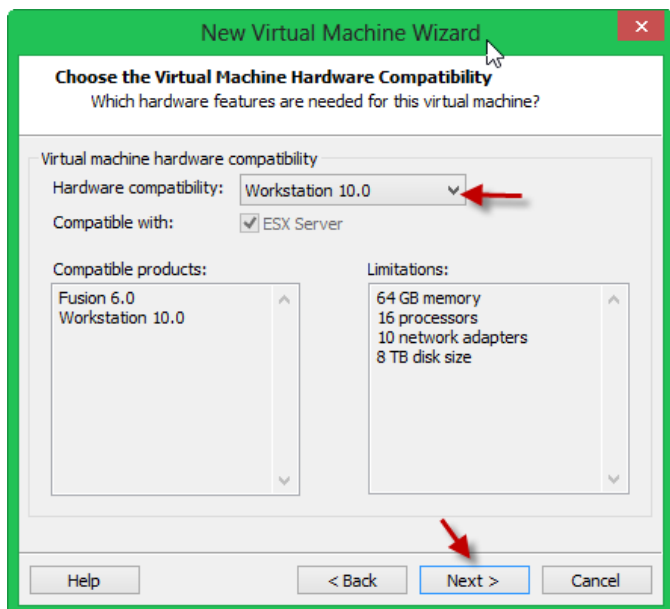 New Virtual Machine Wizard
Choose the Virtual Machine Hardware Compatibility
Which hardware features are needed for this virtual machine?
Virtual machine hardware compatibility
Hardware compatibility: Workstation 10.0
Compatible with: ESX Server
Compatible products:
Fusion 6.0
Workstation 10.0
Limitations:
64 GB memory
16 processors
10 network adapters
8 TB disk size
Help < Back Next > Cancel